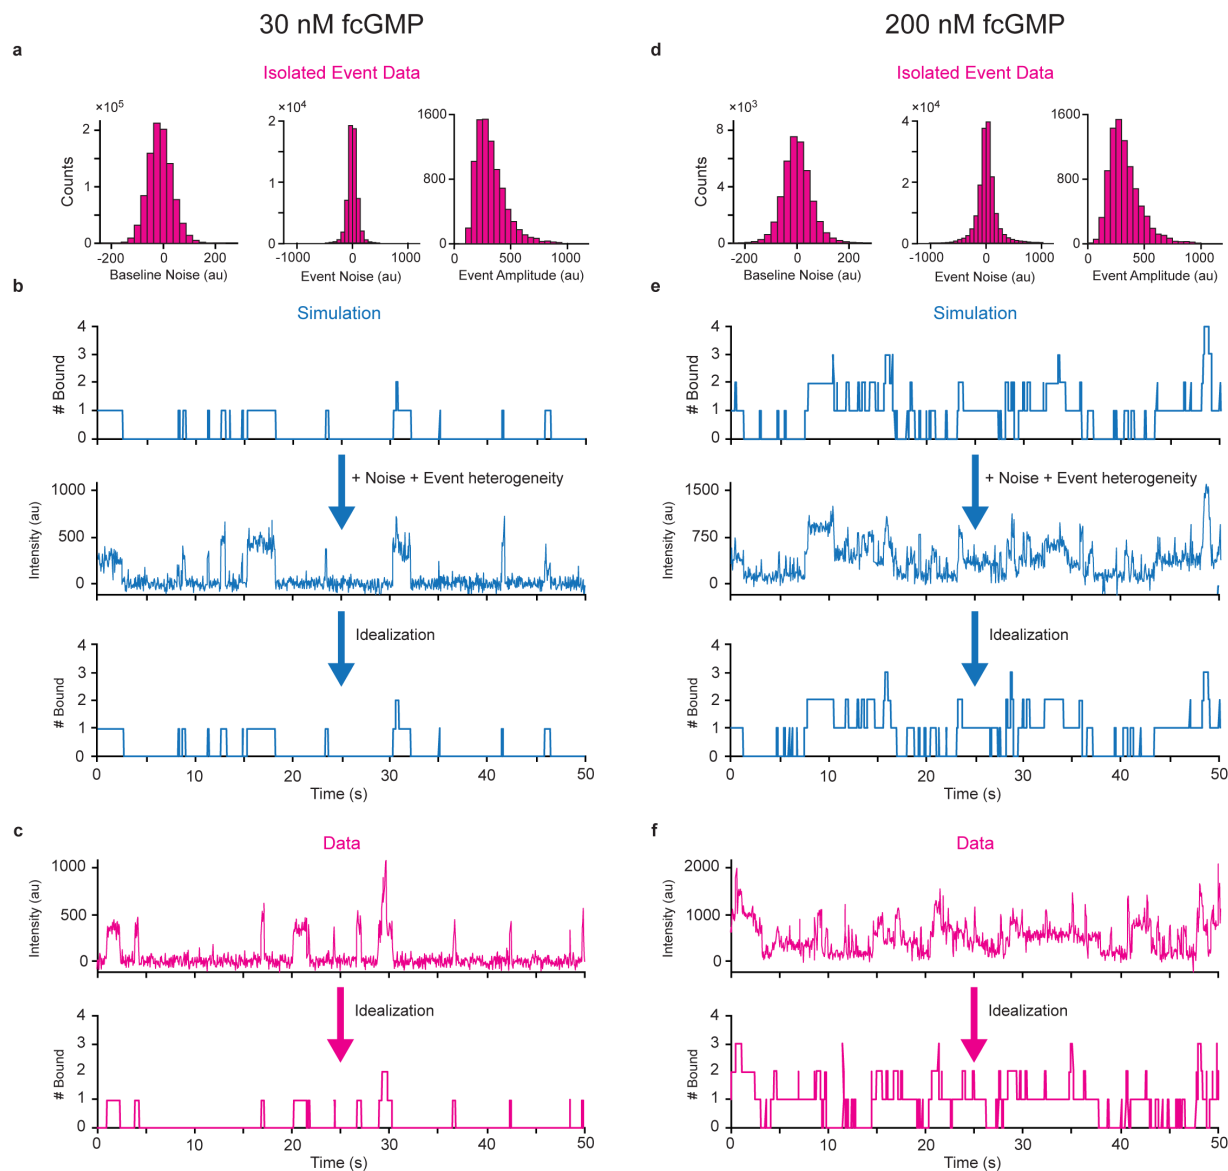 30 nM fcGMP
a
Isolated Event Data
×10⁵
2
1
0
Counts
-200 0 200
Baseline Noise (au)
×10⁴
2
1
0
-1000 0 1000
Event Noise (au)
1600
800
0
0 500 1000
Event Amplitude (au)
b
Simulation
4
3
2
1
0
# Bound
+ Noise + Event heterogeneity
1000
500
0
Intensity (au)
Idealization
4
3
2
1
0
# Bound
0 10 20 30 40 50
Time (s)
c
Data
1000
500
0
Intensity (au)
Idealization
4
3
2
1
0
# Bound
0 10 20 30 40 50
Time (s)
200 nM fcGMP
d
Isolated Event Data
×10³
8
4
0
Counts
-200 0 200
Baseline Noise (au)
×10⁴
4
2
0
-1000 0 1000
Event Noise (au)
1600
800
0
0 500 1000
Event Amplitude (au)
e
Simulation
4
3
2
1
0
# Bound
+ Noise + Event heterogeneity
1500
750
0
Intensity (au)
Idealization
4
3
2
1
0
# Bound
0 10 20 30 40 50
Time (s)
f
Data
2000
1000
0
Intensity (au)
Idealization
4
3
2
1
0
# Bound
0 10 20 30 40 50
Time (s)